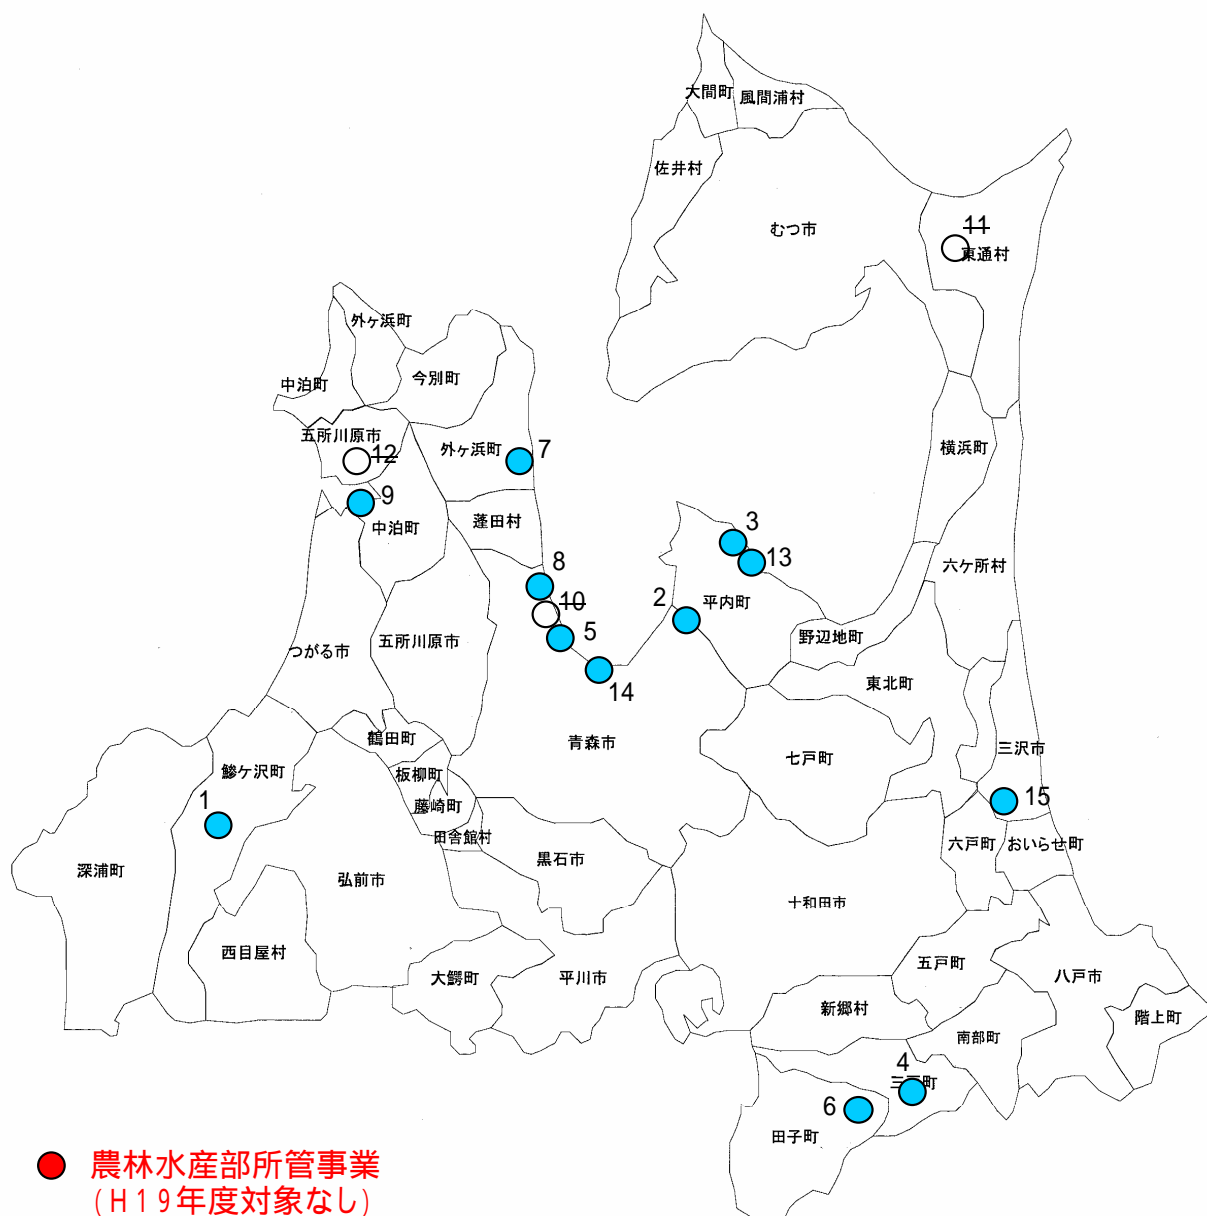 大間町
風間浦村
佐井村
むつ市
11
東通村
外ヶ浜町
今別町
中泊町
五所川原市
12
外ヶ浜町
7
横浜町
9
中泊町
蓬田村
3
13
六ケ所村
8
10
2
平内町
5
野辺地町
つがる市
五所川原市
14
東北町
鶴田町
青森市
三沢市
七戸町
鰺ケ沢町
板柳町
1
藤崎町
15
田舎館村
六戸町
おいらせ町
黒石市
深浦町
弘前市
十和田市
西目屋村
大鰐町
平川市
五戸町
八戸市
新郷村
階上町
南部町
4
三戸町
6
田子町
農林水産部所管事業
(H19年度対象なし)